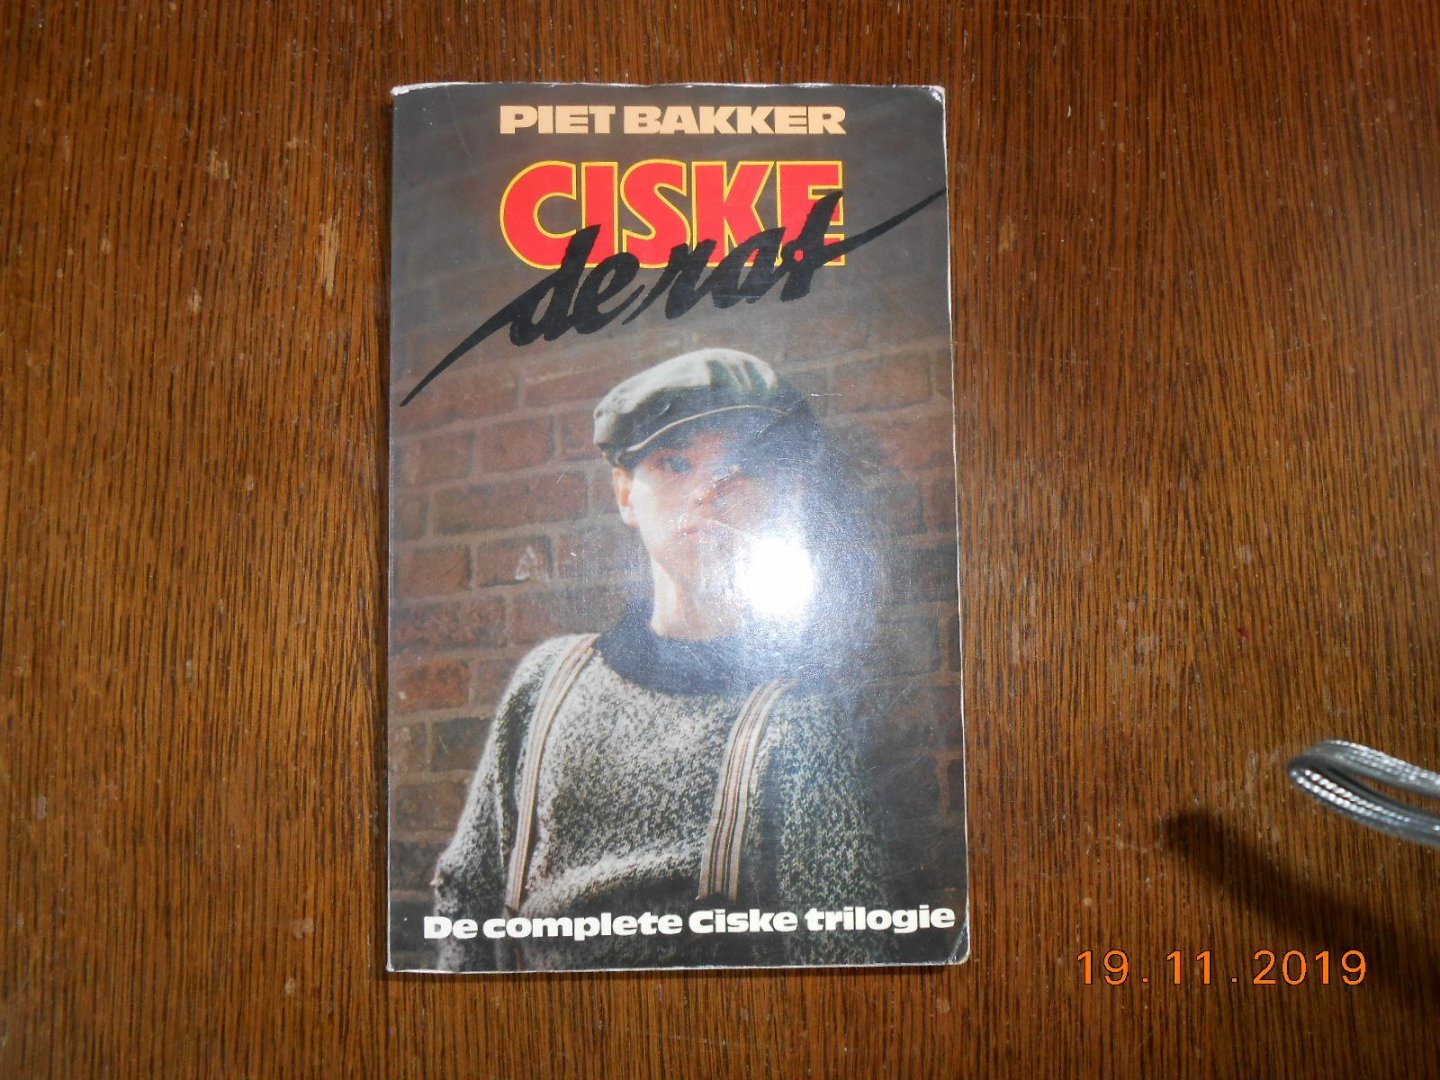 PIET BAKKER
CISKE
de rat
De complete Ciske trilogie
19.11.2019